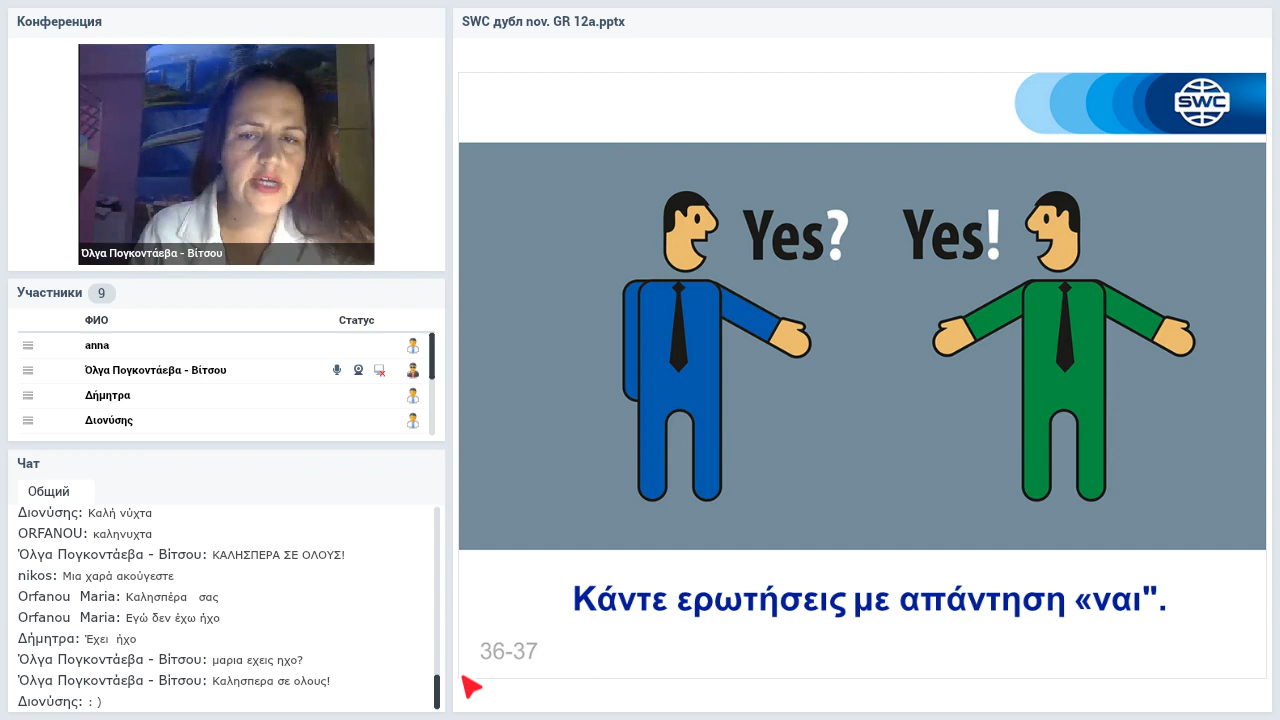 Конференция
Όλγα Πογκοντάεβα - Βίτσου
Участники 9
ФИО Статус
anna
Όλγα Πογκοντάεβα - Βίτσου
Δήμητρα
Διονύσης
Чат
Общий
Διονύσης: Καλή νύχτα
ORFANOU: καληνυχτα
Όλγα Πογκοντάεβα - Βίτσου: ΚΑΛΗΣΠΕΡΑ ΣΕ ΟΛΟΥΣ!
nikos: Μια χαρά ακούγεστε
Orfanou Maria: Καλησπέρα σας
Orfanou Maria: Εγώ δεν έχω ήχο
Δήμητρα: Έχει ήχο
Όλγα Πογκοντάεβα - Βίτσου: μαρια εχεις ηχο?
Όλγα Πογκοντάεβα - Βίτσου: Καλησπερα σε ολους!
Διονύσης: : )
SWC дубл nov. GR 12a.pptx
SWC
Yes? Yes!
Κάντε ερωτήσεις με απάντηση «ναι".
36-37